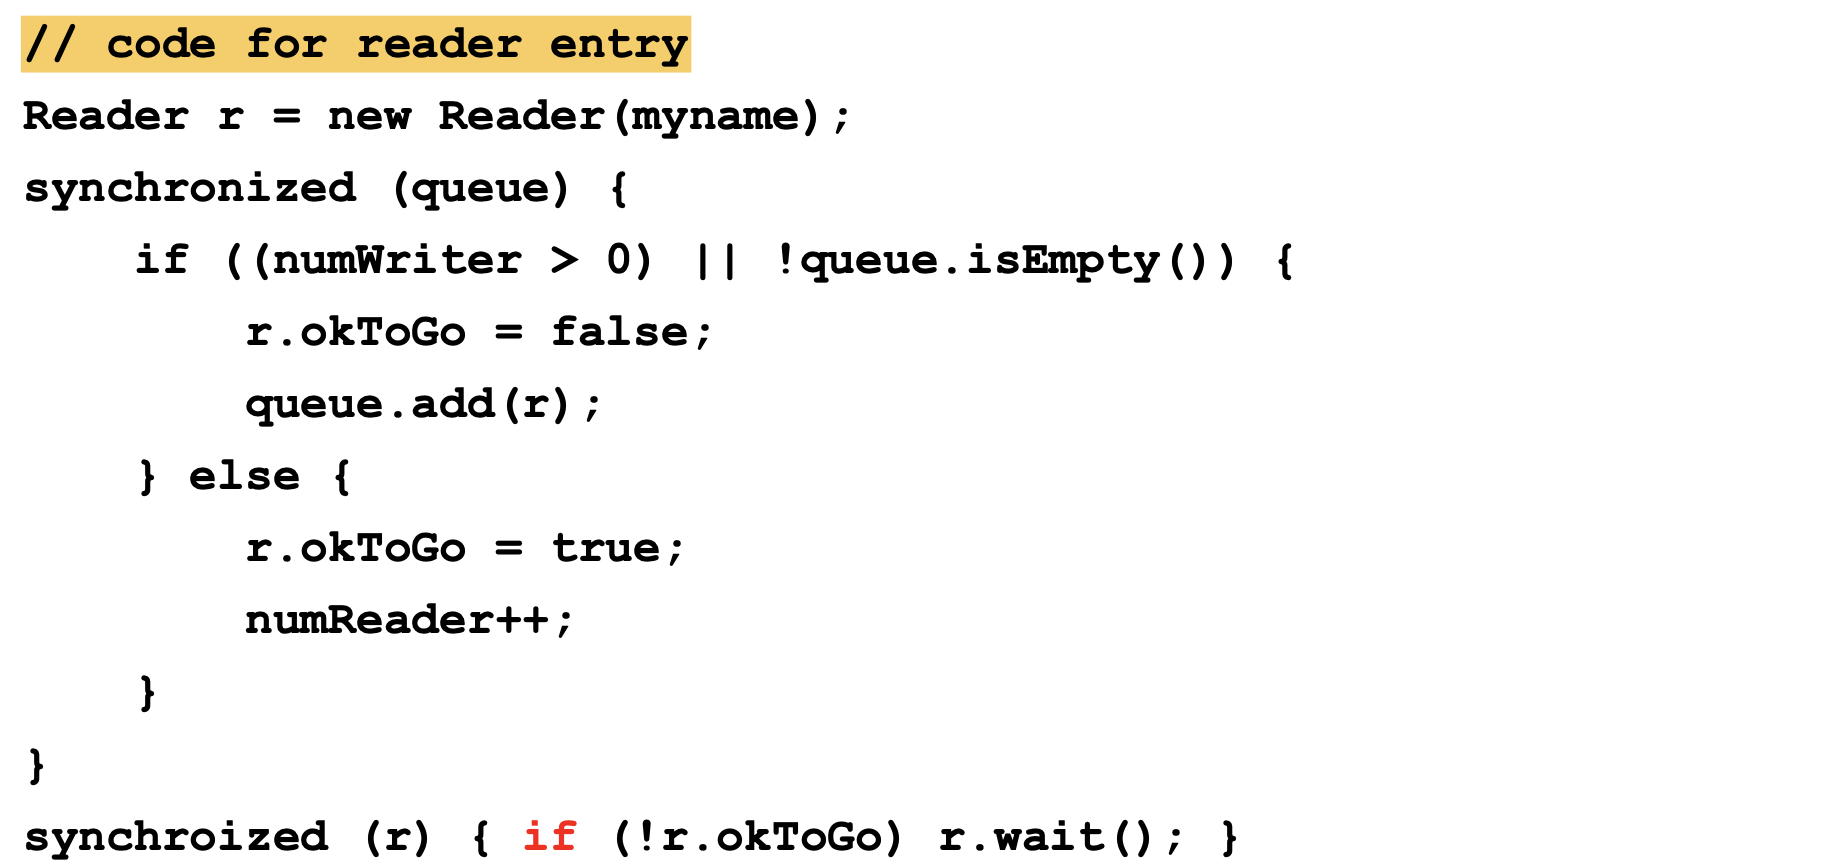 // code for reader entry
Reader r = new Reader(myname);
synchronized (queue) {
    if ((numWriter > 0) || !queue.isEmpty()) {
        r.okToGo = false;
        queue.add(r);
    } else {
        r.okToGo = true;
        numReader++;
    }
}
synchroized (r) { if (!r.okToGo) r.wait(); }